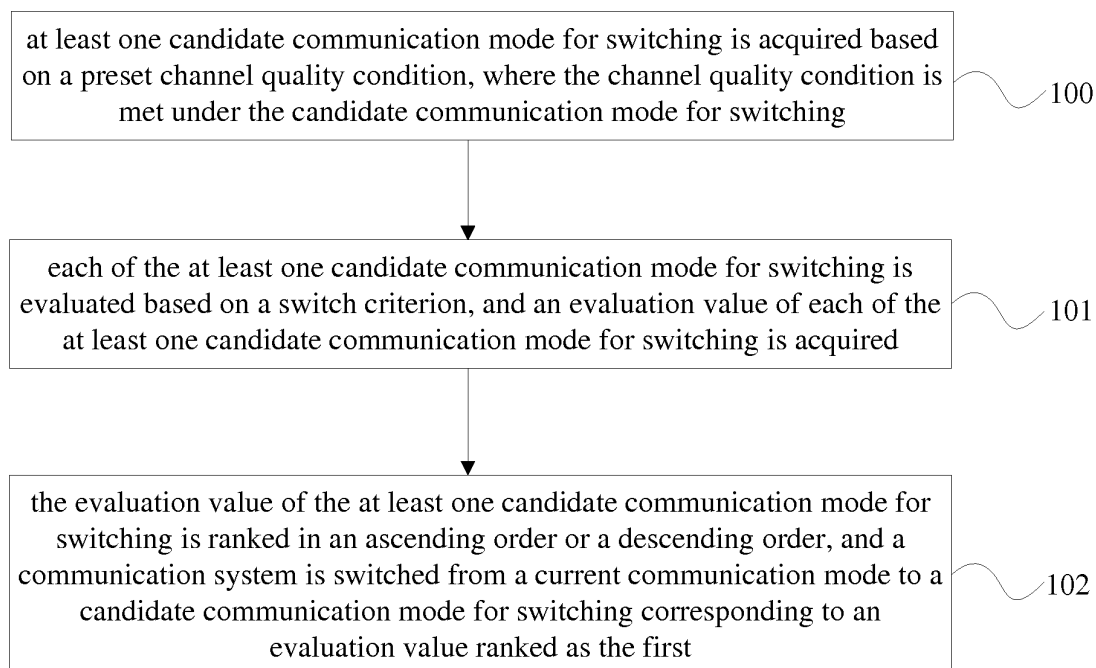 at least one candidate communication mode for switching is acquired based
on a preset channel quality condition, where the channel quality condition is
met under the candidate communication mode for switching
100
each of the at least one candidate communication mode for switching is
evaluated based on a switch criterion, and an evaluation value of each of the
at least one candidate communication mode for switching is acquired
101
the evaluation value of the at least one candidate communication mode for
switching is ranked in an ascending order or a descending order, and a
communication system is switched from a current communication mode to a
candidate communication mode for switching corresponding to an
evaluation value ranked as the first
102